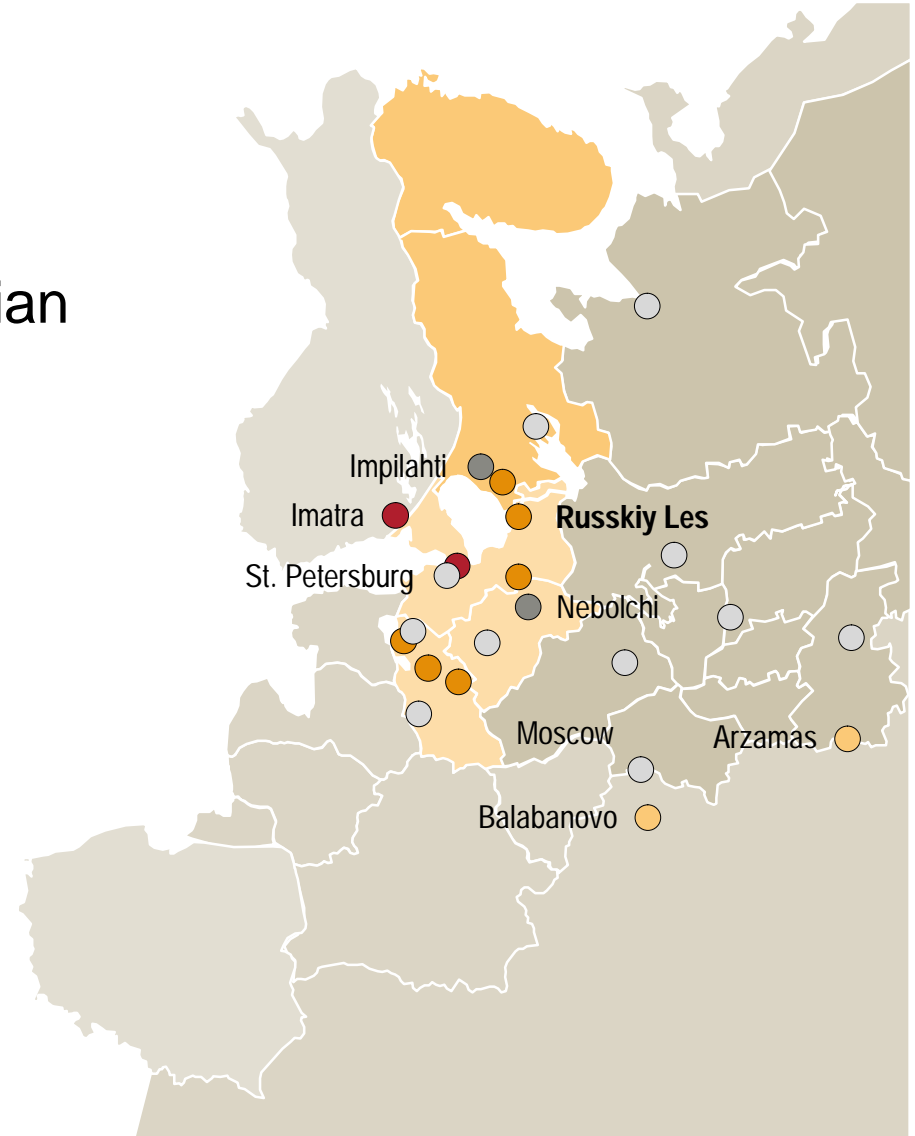 ian
Impilahti
Imatra
Russkiy Les
St. Petersburg
Nebolchi
Moscow
Arzamas
Balabanovo